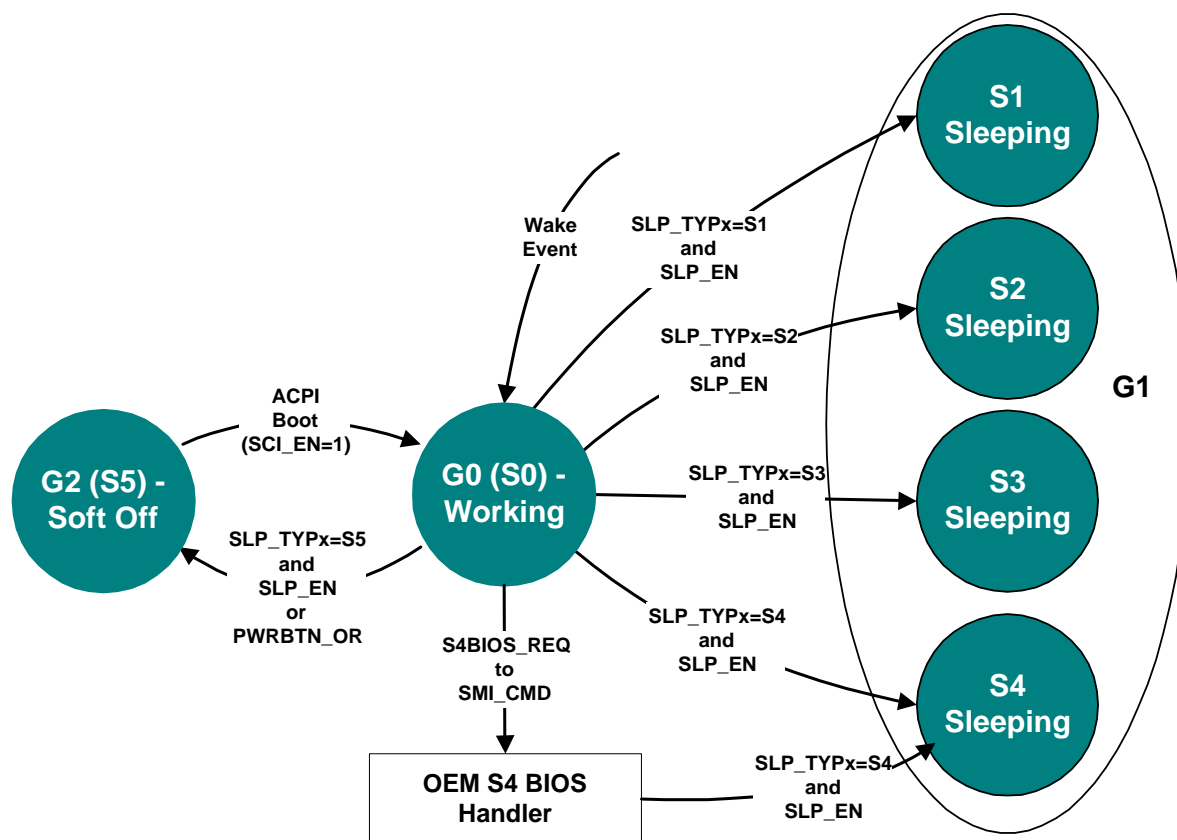 S1
Sleeping
Wake
Event
SLP_TYPx=S1
and
SLP_EN
S2
Sleeping
SLP_TYPx=S2
and
SLP_EN
G1
ACPI
Boot
(SCI_EN=1)
G2 (S5) -
Soft Off
G0 (S0) -
Working
SLP_TYPx=S3
and
SLP_EN
S3
Sleeping
SLP_TYPx=S5
and
SLP_EN
or
PWRBTN_OR
SLP_TYPx=S4
and
SLP_EN
S4BIOS_REQ
to
SMI_CMD
S4
Sleeping
OEM S4 BIOS
Handler
SLP_TYPx=S4
and
SLP_EN